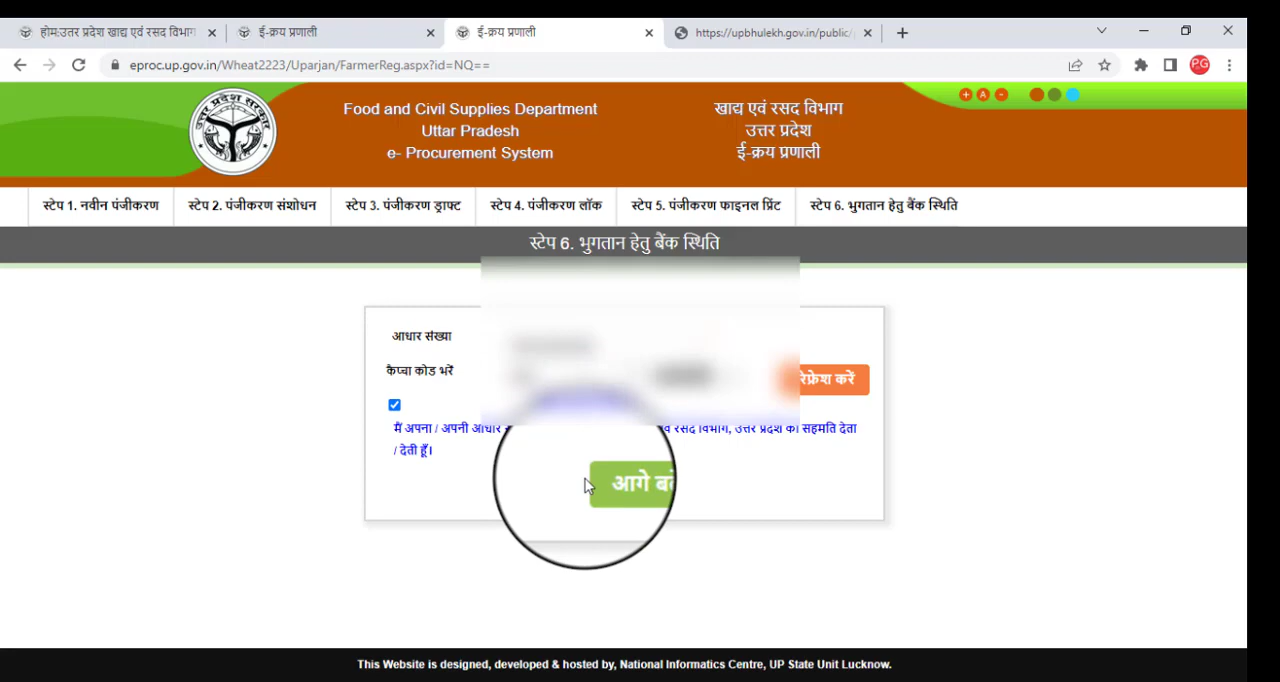 होम:उत्तर प्रदेश खाद्य एवं रसद विभाग
ई-क्रय प्रणाली
ई-क्रय प्रणाली
https://upbhulekh.gov.in/public/
eproc.up.gov.in/Wheat2223/Uparjan/FarmerReg.aspx?id=NQ==
PG
Food and Civil Supplies Department
Uttar Pradesh
e- Procurement System
खाद्य एवं रसद विभाग
उत्तर प्रदेश
ई-क्रय प्रणाली
+ A -
स्टेप 1. नवीन पंजीकरण
स्टेप 2. पंजीकरण संशोधन
स्टेप 3. पंजीकरण ड्राफ्ट
स्टेप 4. पंजीकरण लॉक
स्टेप 5. पंजीकरण फाइनल प्रिंट
स्टेप 6. भुगतान हेतु बैंक स्थिति
स्टेप 6. भुगतान हेतु बैंक स्थिति
आधार संख्या
कैप्चा कोड भरें
रेफ्रेश करें
मैं अपना / अपनी आधार रसद विभाग, उत्तर प्रदेश को सहमति देता
/ देती हूँ।
आगे
This Website is designed, developed & hosted by, National Informatics Centre, UP State Unit Lucknow.